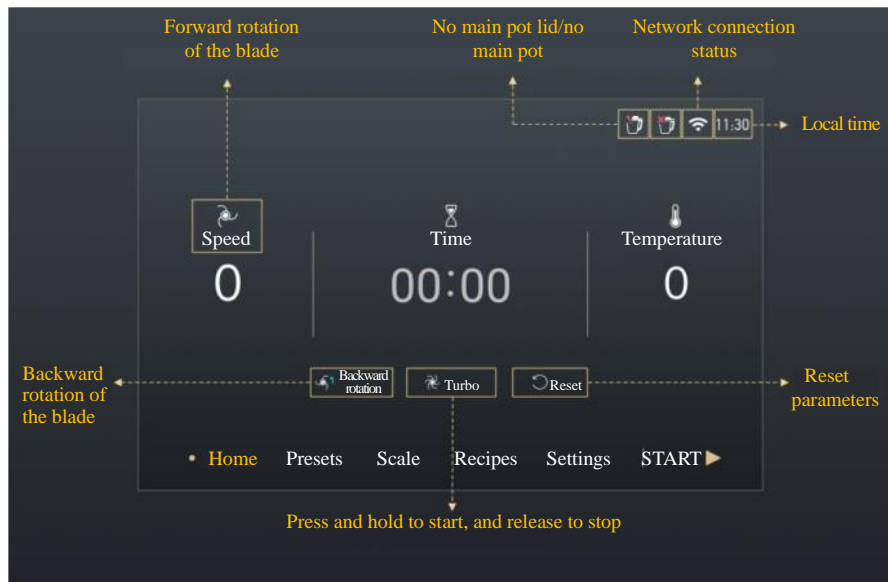 Forward rotation
of the blade
No main pot lid/no
main pot
Network connection
status
11:30
Local time
Speed
Time
Temperature
0
00:00
0
Backward
rotation of
the blade
Backward
rotation
Turbo
Reset
Reset
parameters
Home
Presets
Scale
Recipes
Settings
START
Press and hold to start, and release to stop